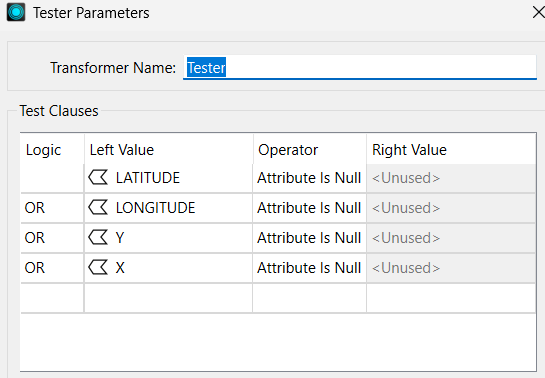 Tester Parameters
Transformer Name: Tester
Test Clauses
Logic Left Value Operator Right Value
LATITUDE Attribute Is Null <Unused>
OR LONGITUDE Attribute Is Null <Unused>
OR Y Attribute Is Null <Unused>
OR X Attribute Is Null <Unused>